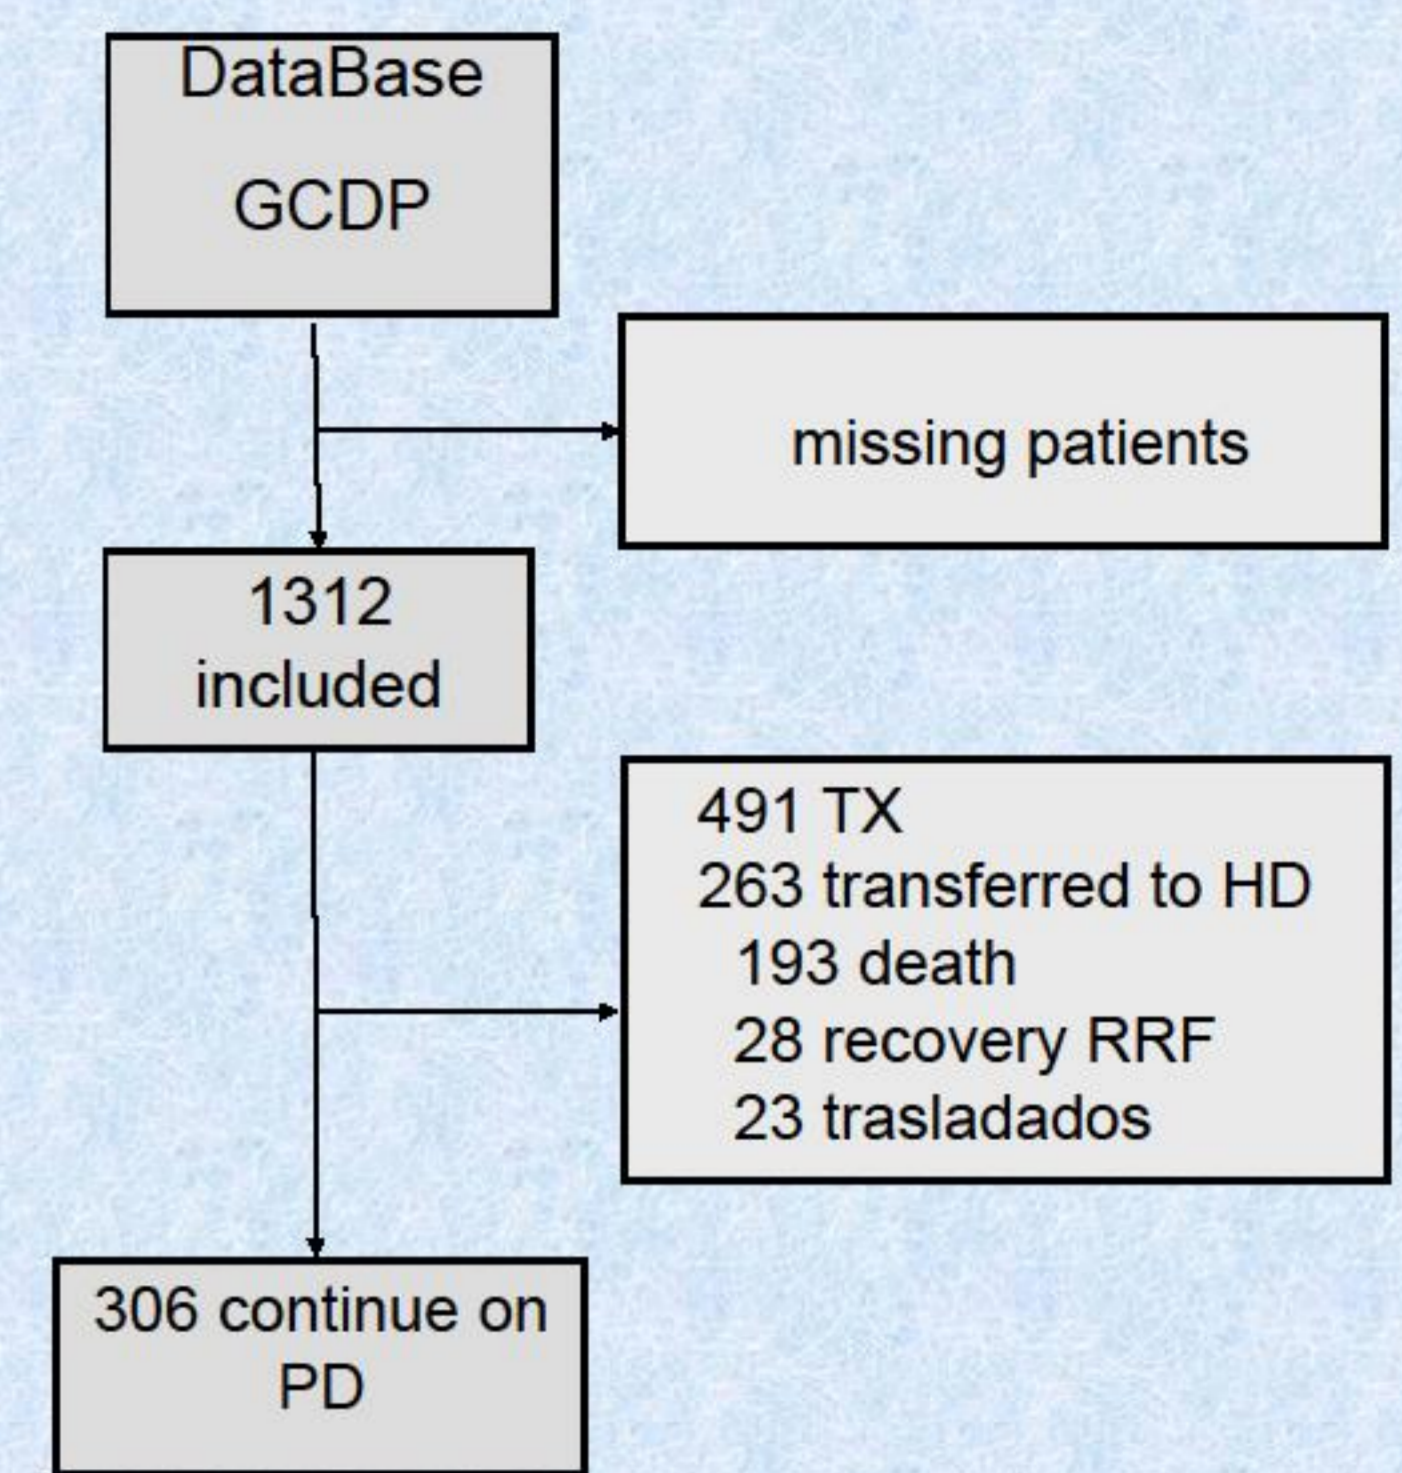 DataBase
GCDP
missing patients
1312
included
491 TX
263 transferred to HD
193 death
28 recovery RRF
23 trasladados
306 continue on
PD